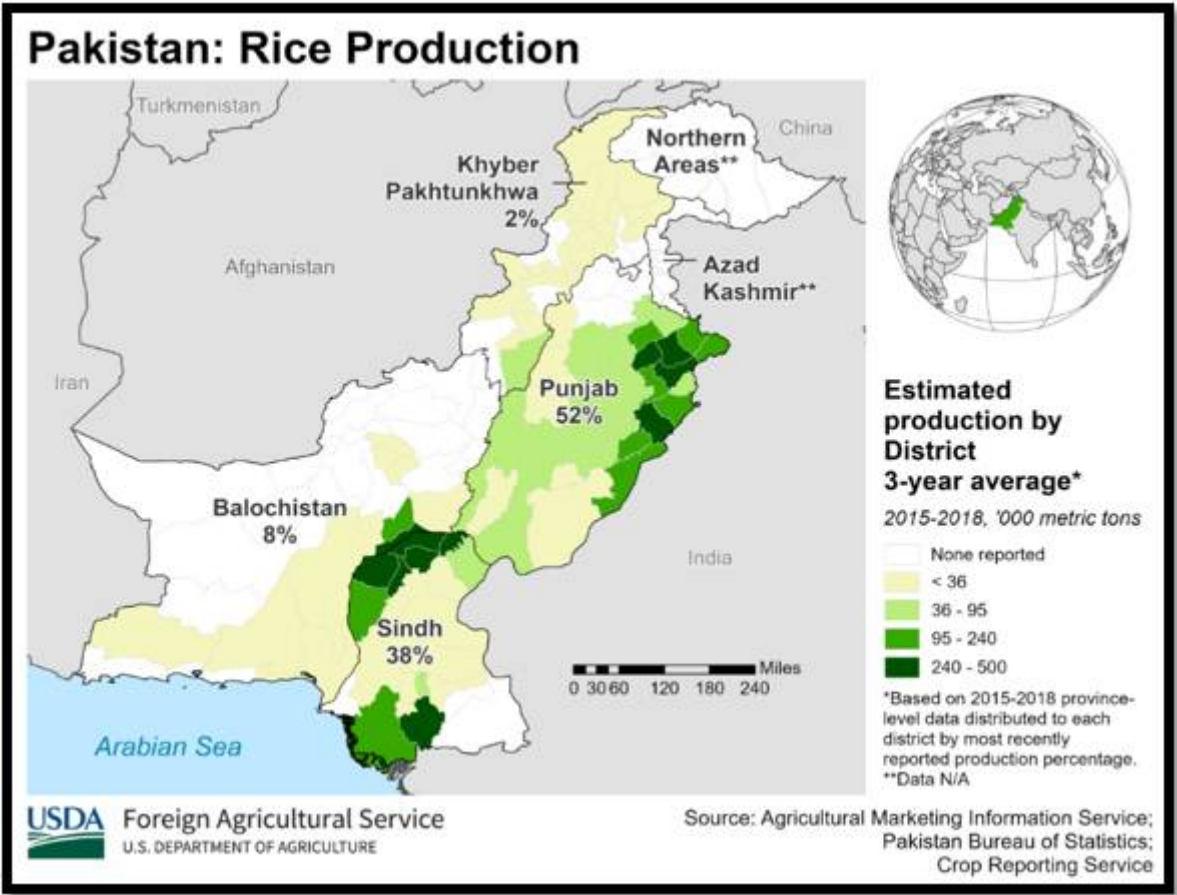 Pakistan: Rice Production
Turkmenistan
China
Northern
Areas**
Khyber
Pakhtunkhwa
2%
Afghanistan
Azad
Kashmir**
Iran
Punjab
52%
Balochistan
8%
India
Sindh
38%
Miles
0 30 60 120 180 240
Arabian Sea
Estimated
production by
District
3-year average*
2015-2018, '000 metric tons
None reported
< 36
36 - 95
95 - 240
240 - 500
*Based on 2015-2018 province-
level data distributed to each
district by most recently
reported production percentage.
**Data N/A
USDA
Foreign Agricultural Service
U.S. DEPARTMENT OF AGRICULTURE
Source: Agricultural Marketing Information Service;
Pakistan Bureau of Statistics;
Crop Reporting Service